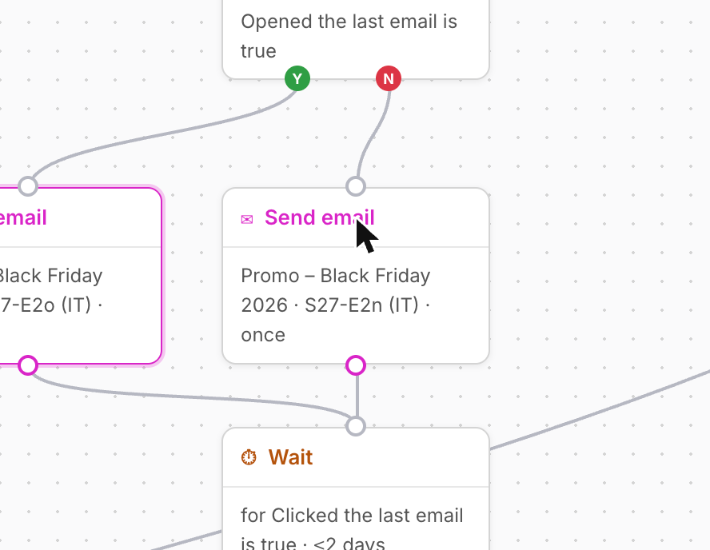 Opened the last email is
true
Y
N
email
Black Friday
7-E2o (IT) ·
Send email
Promo – Black Friday
2026 · S27-E2n (IT) ·
once
Wait
for Clicked the last email
is true · <2 days